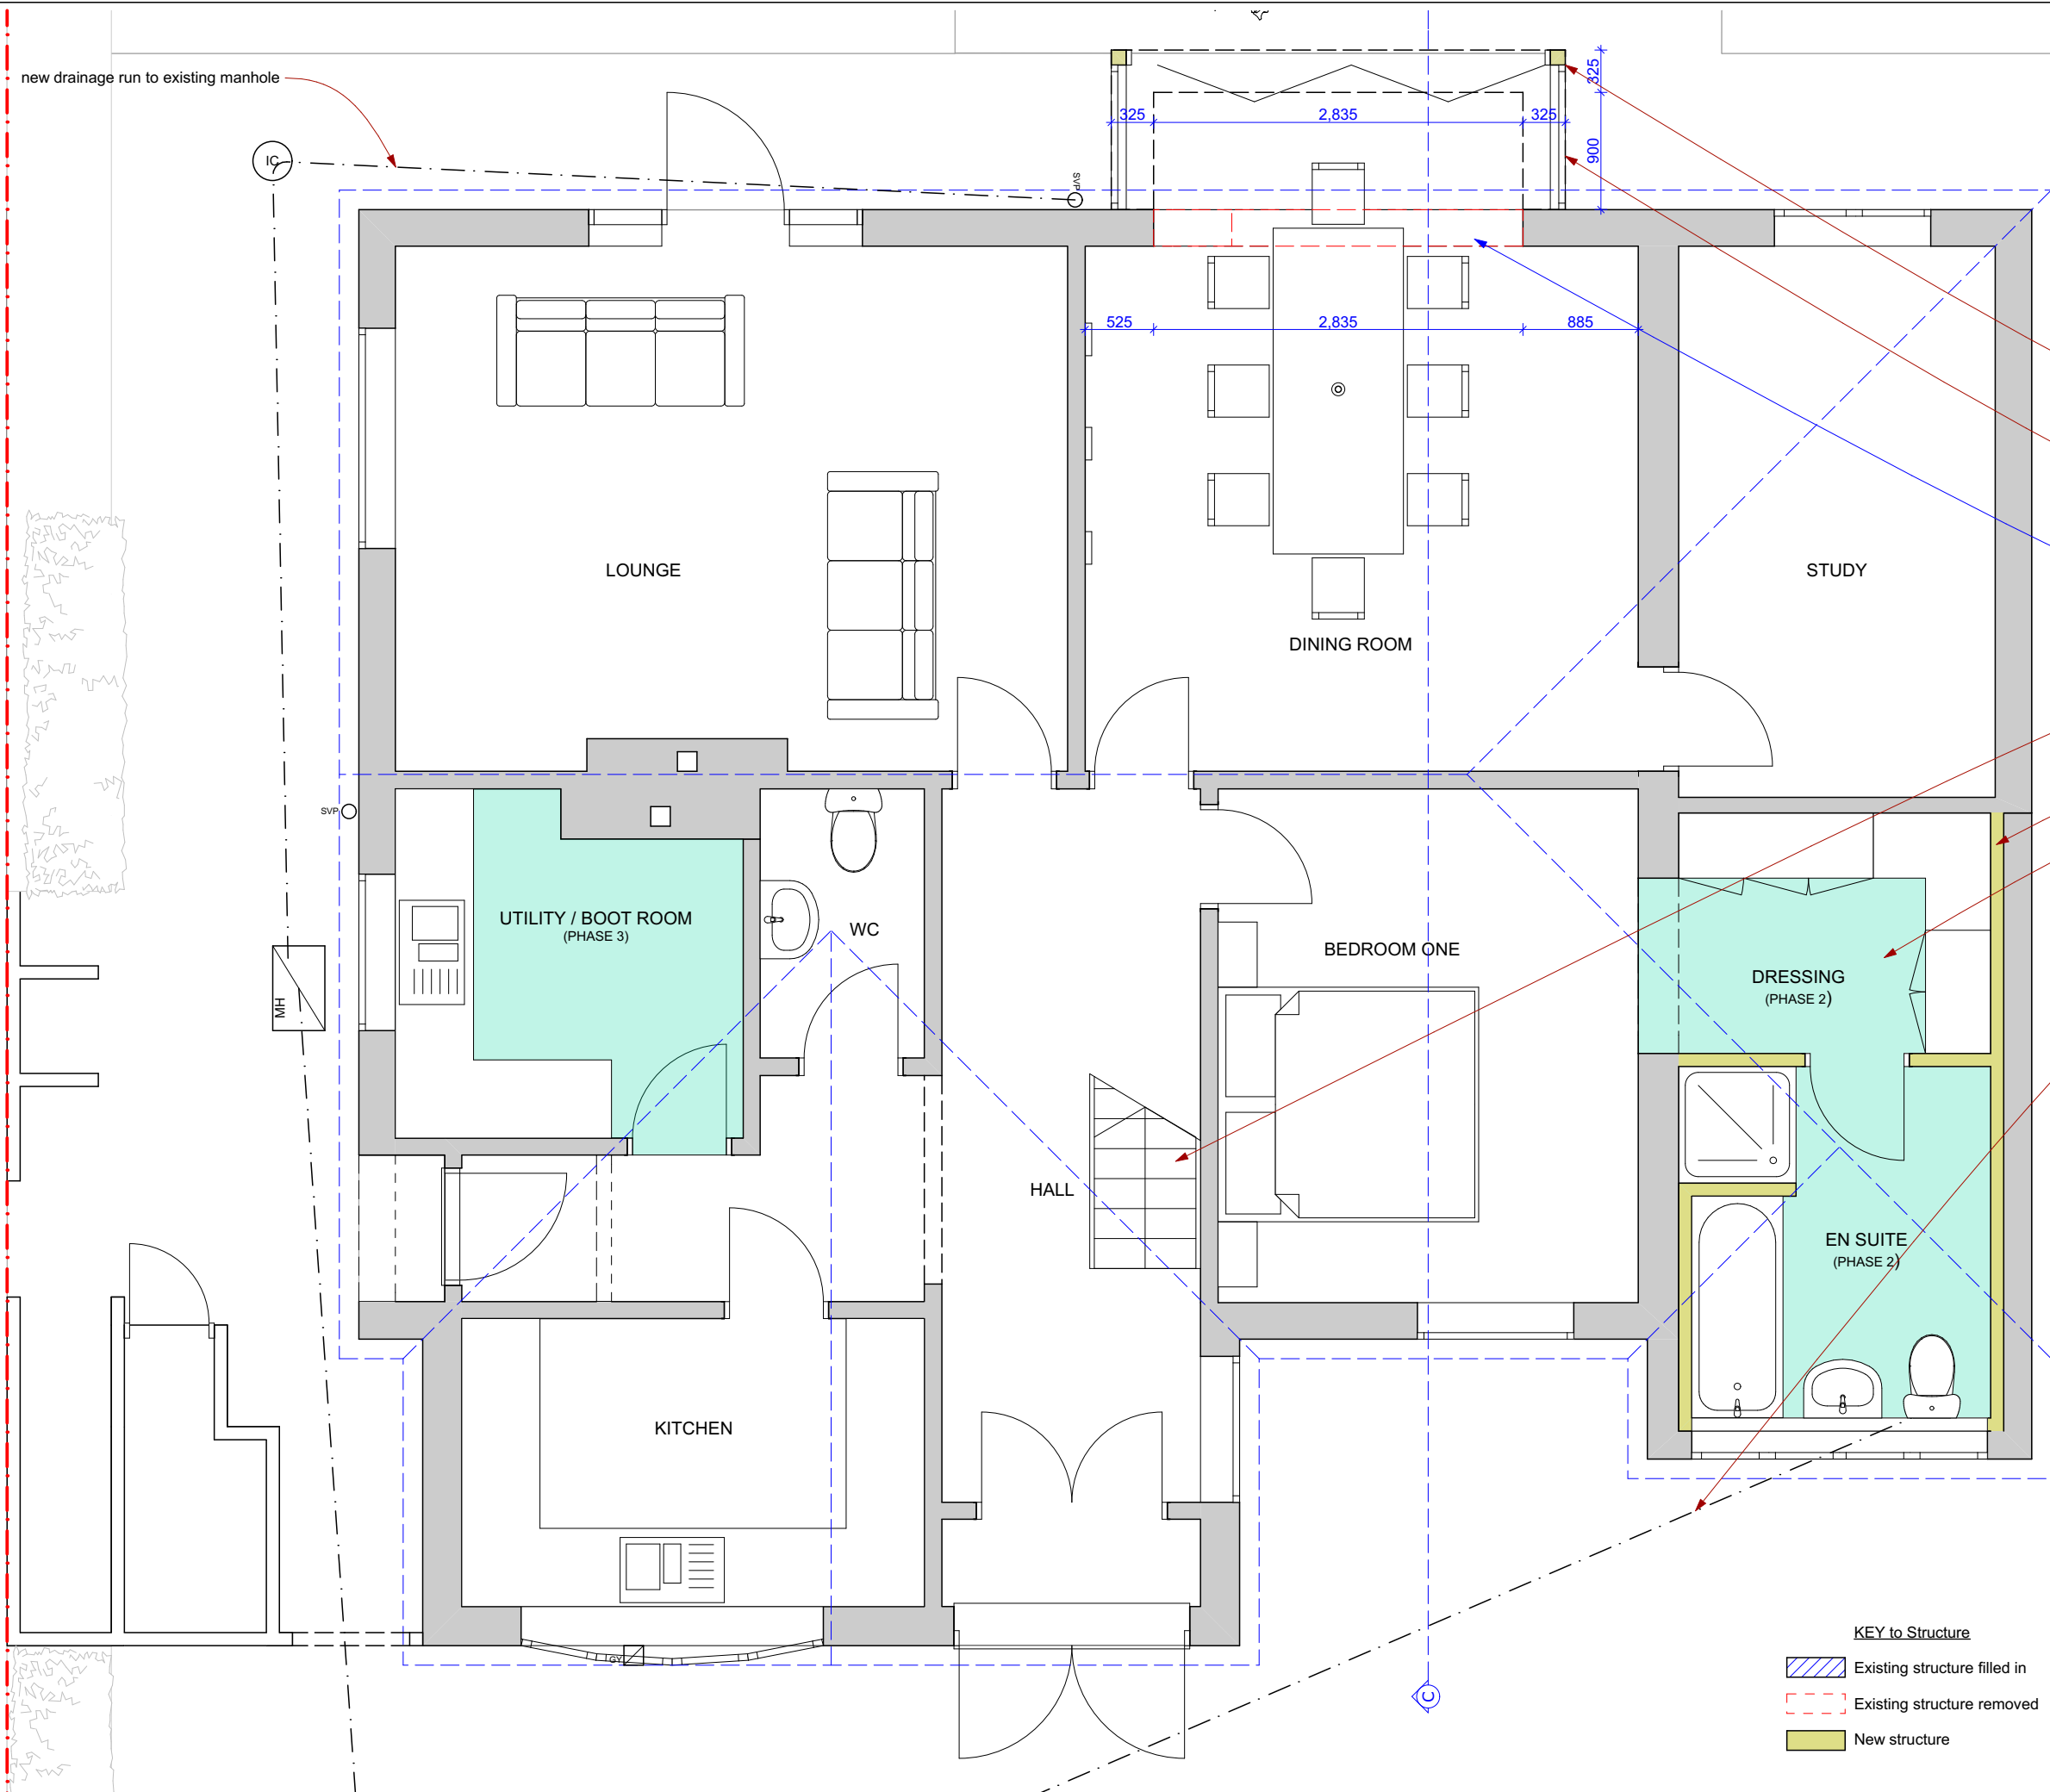 new drainage run to existing manhole
325
325
2,835
325
900
IC
SVP
525
2,835
885
LOUNGE
STUDY
DINING ROOM
SVP
UTILITY / BOOT ROOM
(PHASE 3)
WC
BEDROOM ONE
DRESSING
(PHASE 2)
MH
HALL
EN SUITE
(PHASE 2)
KITCHEN
GY
C
KEY to Structure
Existing structure filled in
Existing structure removed
New structure